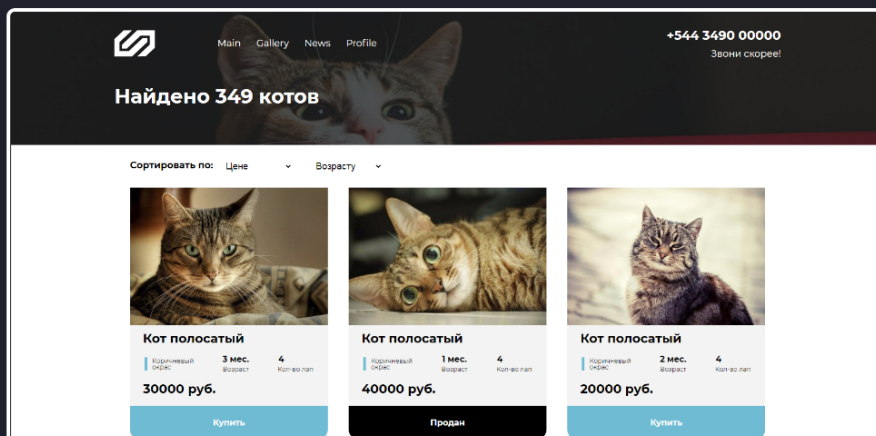 Main Gallery News Profile
+544 3490 00000
Звони скорее!
Найдено 349 котов
Сортировать по: Цене Возрасту
Кот полосатый
Коричневый окрас
3 мес.
Возраст
4
Кол-во лап
30000 руб.
Купить
Кот полосатый
Коричневый окрас
1 мес.
Возраст
4
Кол-во лап
40000 руб.
Продан
Кот полосатый
Коричневый окрас
2 мес.
Возраст
4
Кол-во лап
20000 руб.
Купить